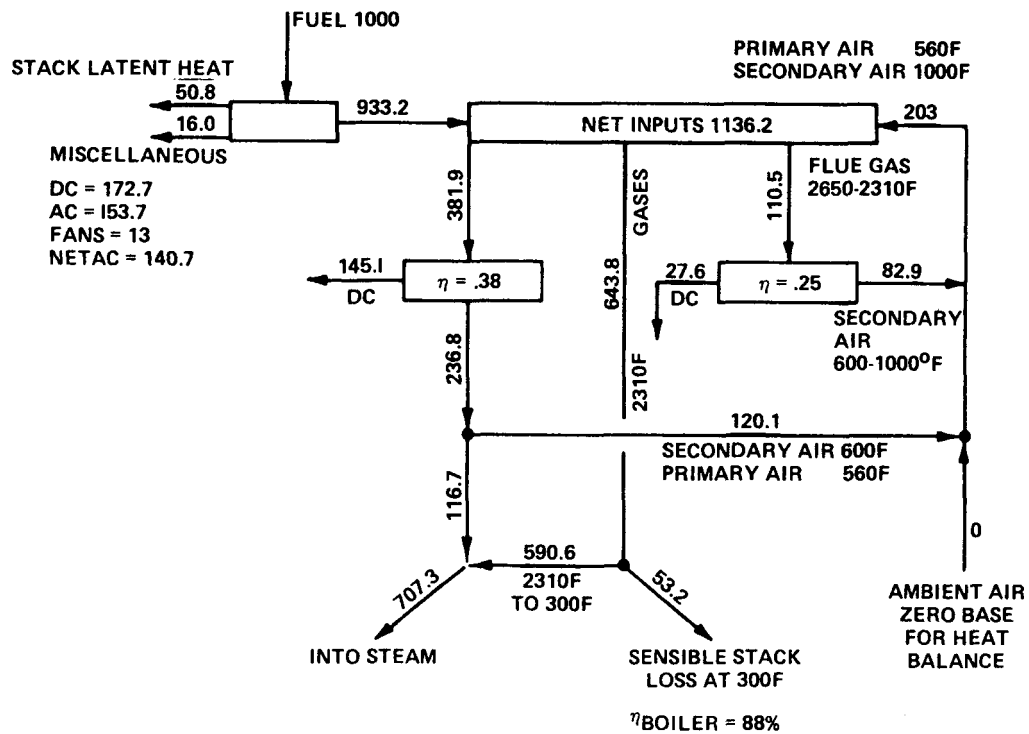 FUEL 1000
PRIMARY AIR 560F
SECONDARY AIR 1000F
STACK LATENT HEAT
50.8
16.0
933.2
NET INPUTS 1136.2
203
MISCELLANEOUS
DC = 172.7
AC = 153.7
FANS = 13
NETAC = 140.7
381.9
GASES
110.5
FLUE GAS
2650-2310F
145.1
DC
η = .38
643.8
27.6
DC
η = .25
82.9
SECONDARY
AIR
600-1000°F
236.8
2310F
120.1
SECONDARY AIR 600F
PRIMARY AIR 560F
116.7
0
590.6
2310F
TO 300F
707.3
53.2
INTO STEAM
SENSIBLE STACK
LOSS AT 300F
AMBIENT AIR
ZERO BASE
FOR HEAT
BALANCE
ηBOILER = 88%